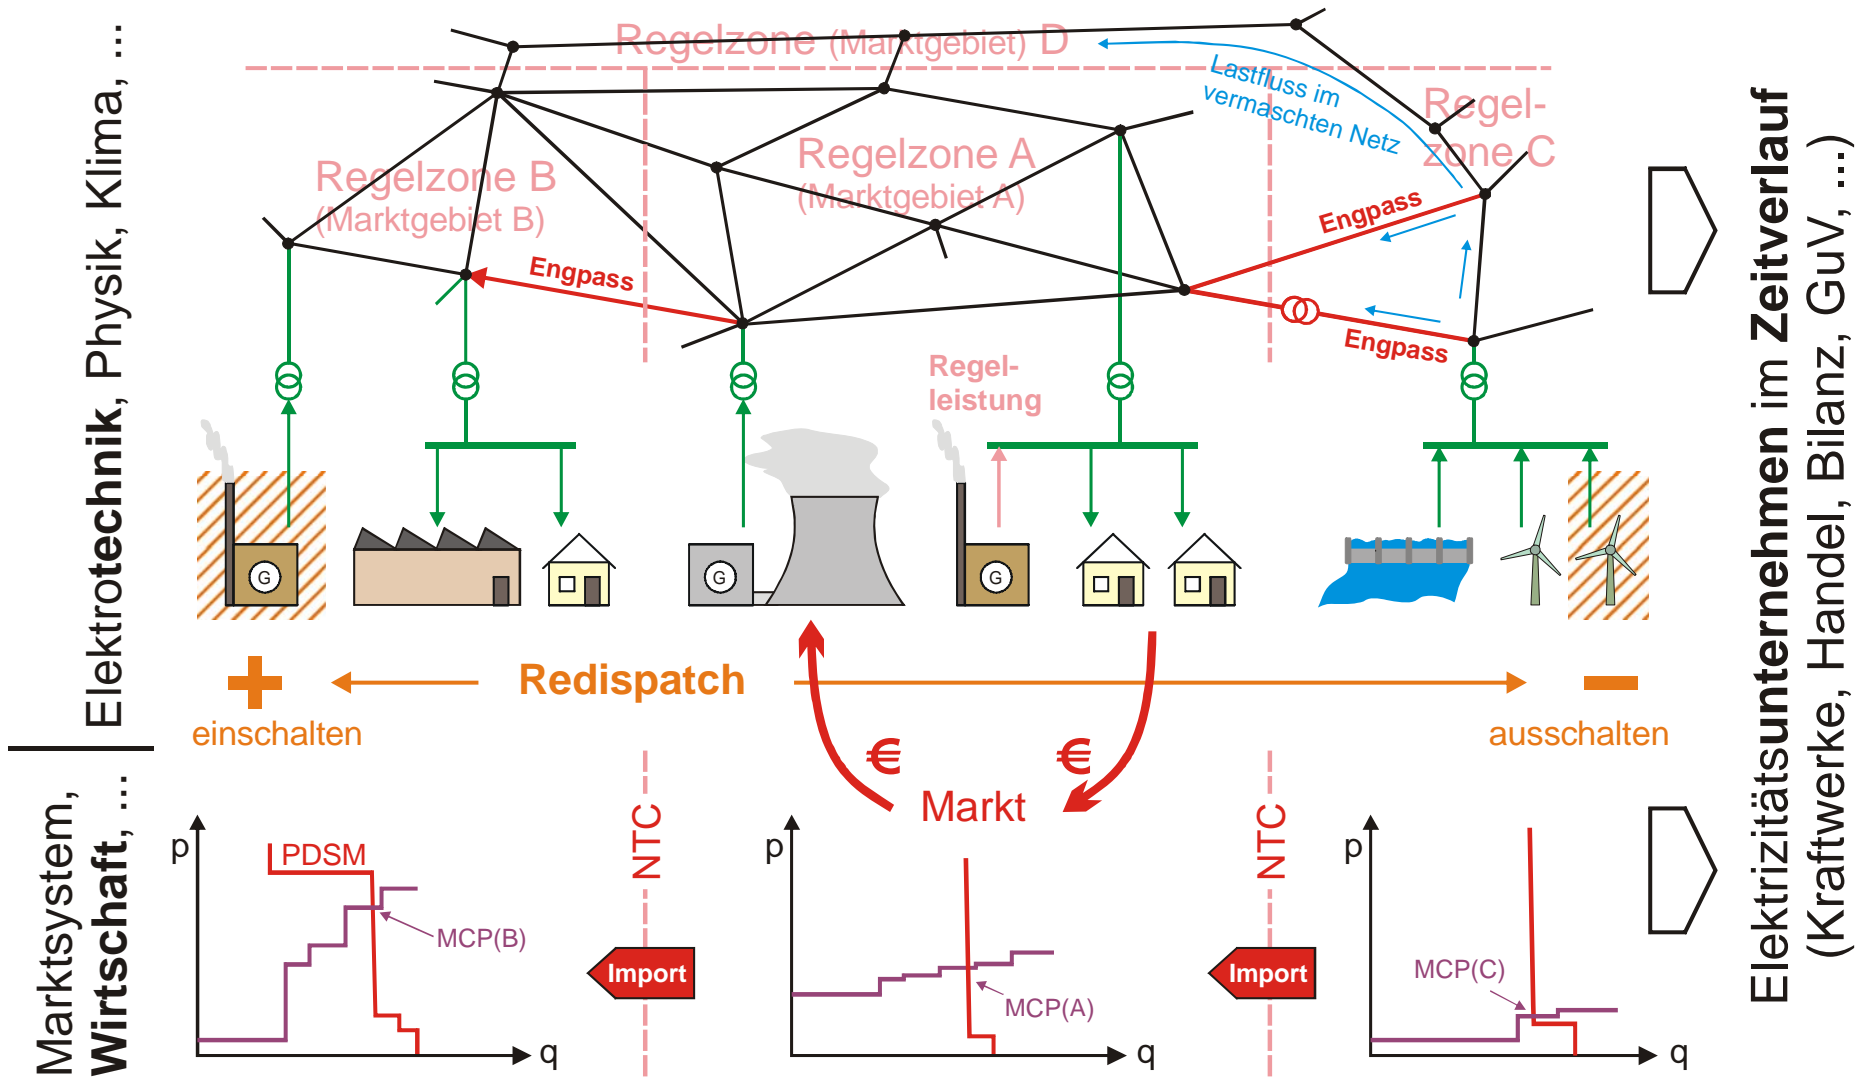 Elektrotechnik, Physik, Klima, ...
Marktsystem,
Wirtschaft, ...
Regelzone (Marktgebiet) D
Lastfluss im
vermaschten Netz
Regel-
zone C
Regelzone A
(Marktgebiet A)
Regelzone B
(Marktgebiet B)
Engpass
Engpass
Engpass
Regel-
leistung
G
G
G
Redispatch
einschalten
ausschalten
€
€
Markt
NTC
NTC
p
PDSM
MCP(B)
q
Import
p
MCP(A)
q
Import
p
MCP(C)
q
Elektrizitätsunternehmen im Zeitverlauf
(Kraftwerke, Handel, Bilanz, GuV, ...)